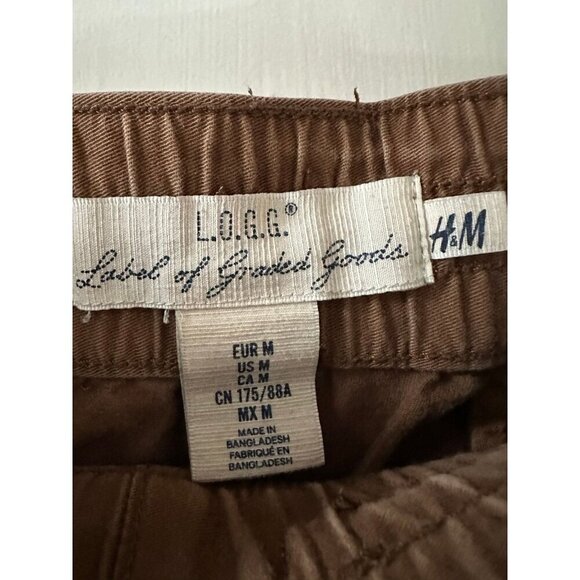 L.O.G.G.®
Label of Graded Goods.
H&M
EUR M
US M
CA M
CN 175/88A
MX M
MADE IN
BANGLADESH
FABRIQUÉ EN
BANGLADESH